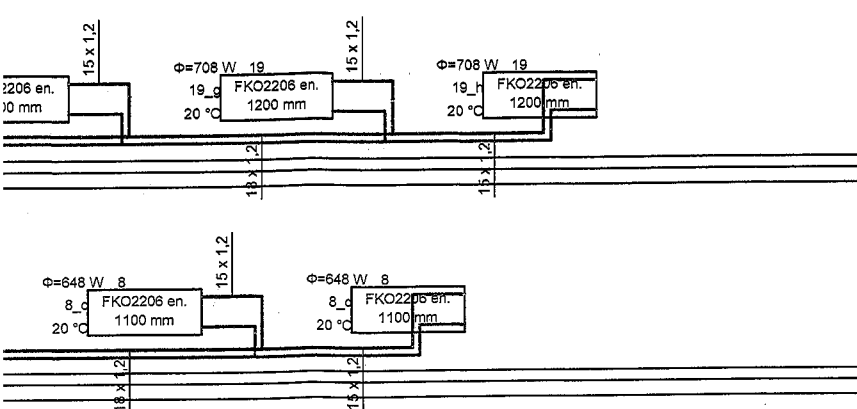 15 x 1,2
15 x 1,2
Φ=708 W 19
Φ=708 W 19
2206 en.
00 mm
19_g
FKO2206 en.
1200 mm
20 °C
19_h
FKO2206 en.
1200 mm
20 °C
18 x 1,2
15 x 1,2
15 x 1,2
Φ=648 W 8
Φ=648 W 8
FKO2206 en.
1100 mm
20 °C
FKO2206 en.
1100 mm
20 °C
18 x 1,2
15 x 1,2